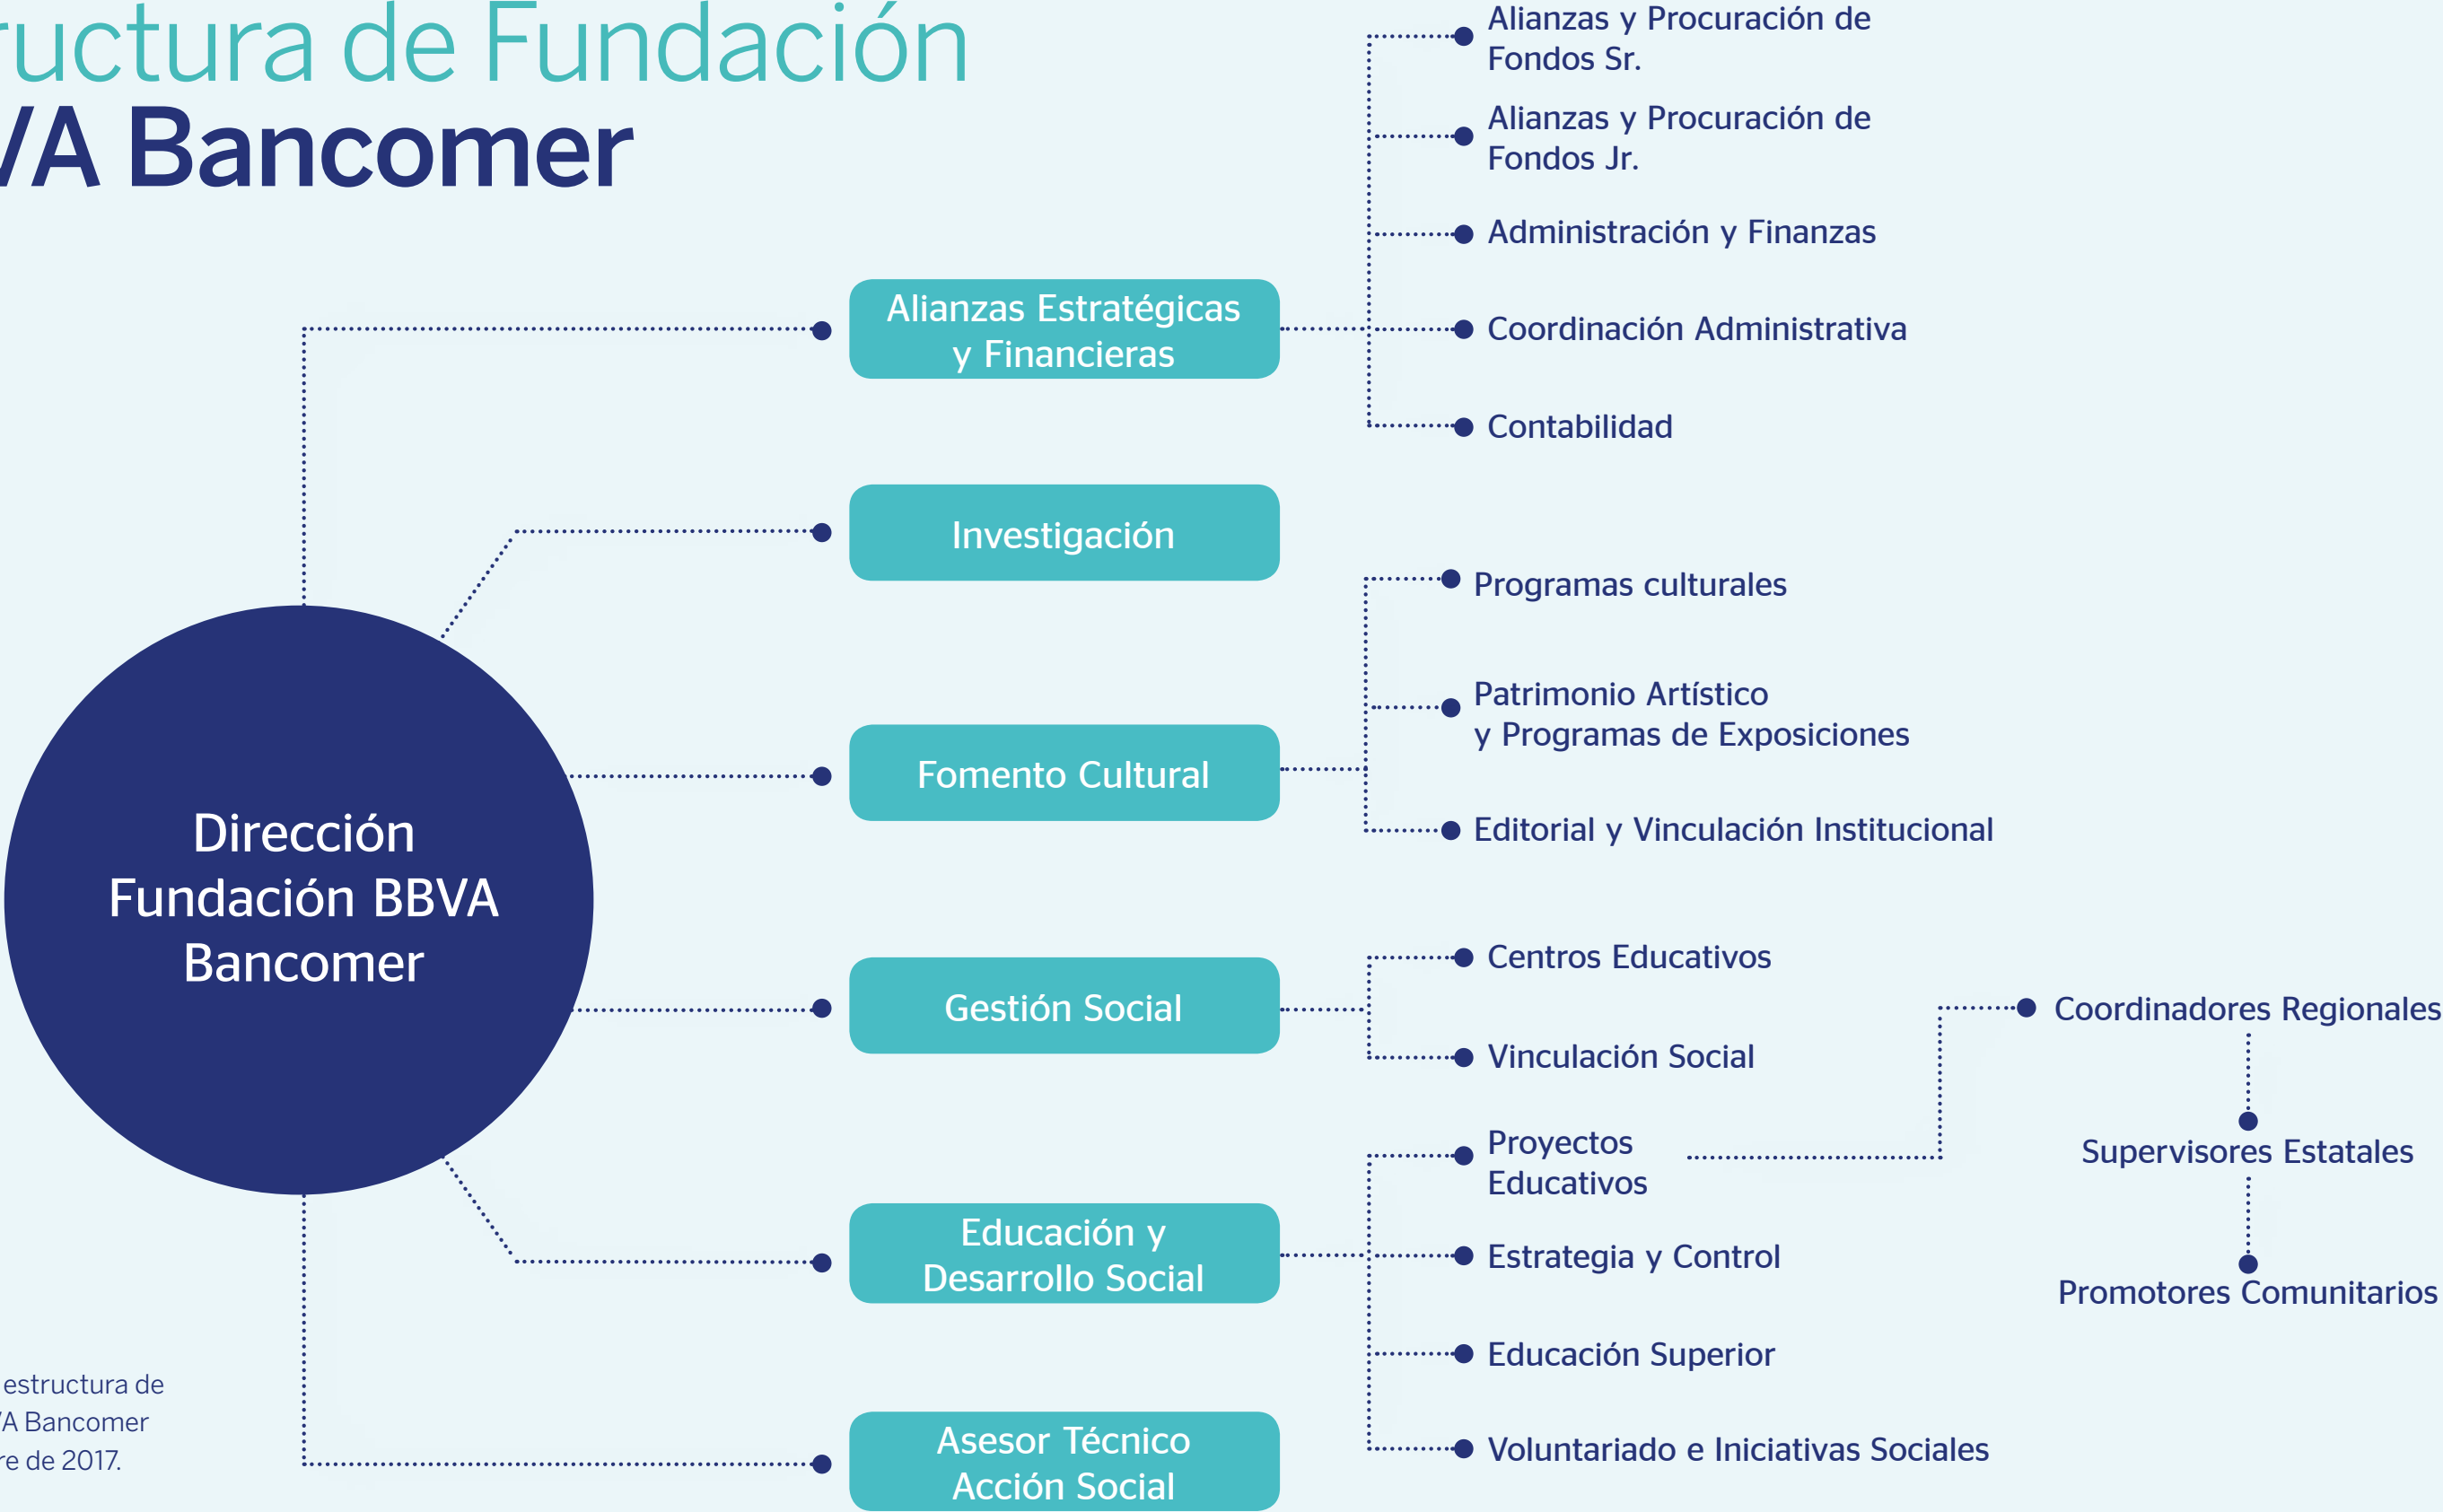 ructura de Fundación
VA Bancomer
Alianzas y Procuración de
Fondos Sr.
Alianzas y Procuración de
Fondos Jr.
Administración y Finanzas
Coordinación Administrativa
Contabilidad
Alianzas Estratégicas
y Financieras
Investigación
Programas culturales
Patrimonio Artístico
y Programas de Exposiciones
Editorial y Vinculación Institucional
Fomento Cultural
Dirección
Fundación BBVA
Bancomer
Gestión Social
Centros Educativos
Vinculación Social
Educación y
Desarrollo Social
Proyectos
Educativos
Estrategia y Control
Educación Superior
Voluntariado e Iniciativas Sociales
Coordinadores Regionales
Supervisores Estatales
Promotores Comunitarios
Asesor Técnico
Acción Social
estructura de
VA Bancomer
re de 2017.